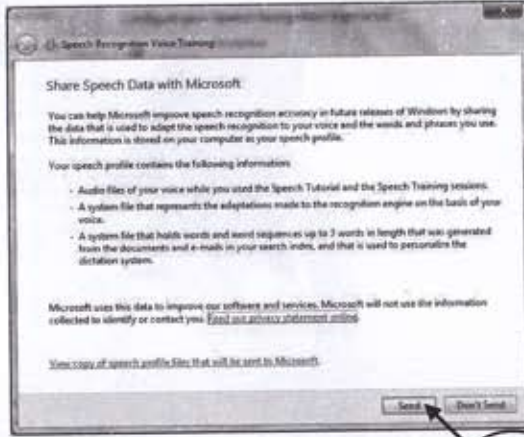 Speech Recognition Voice Training
Share Speech Data with Microsoft
You can help Microsoft improve speech recognition accuracy in future releases of Windows by sharing
the data that is used to adapt the speech recognition to your voice and the words and phrases you use.
This information is stored on your computer as your speech profile.
Your speech profile contains the following information:
- Audio files of your voice while you used the Speech Tutorial and the Speech Training sessions.
- A system file that represents the adaptations made to the recognition engine on the basis of your
voice.
- A system file that holds words and word sequences up to 3 words in length that was generated
from the documents and e-mails in your search index, and that is used to personalize the
dictation system.
Microsoft uses this data to improve our software and services. Microsoft will not use the information
collected to identify or contact you. Read our privacy statement online.
View copy of speech profile files that will be sent to Microsoft.
Send
Don't Send